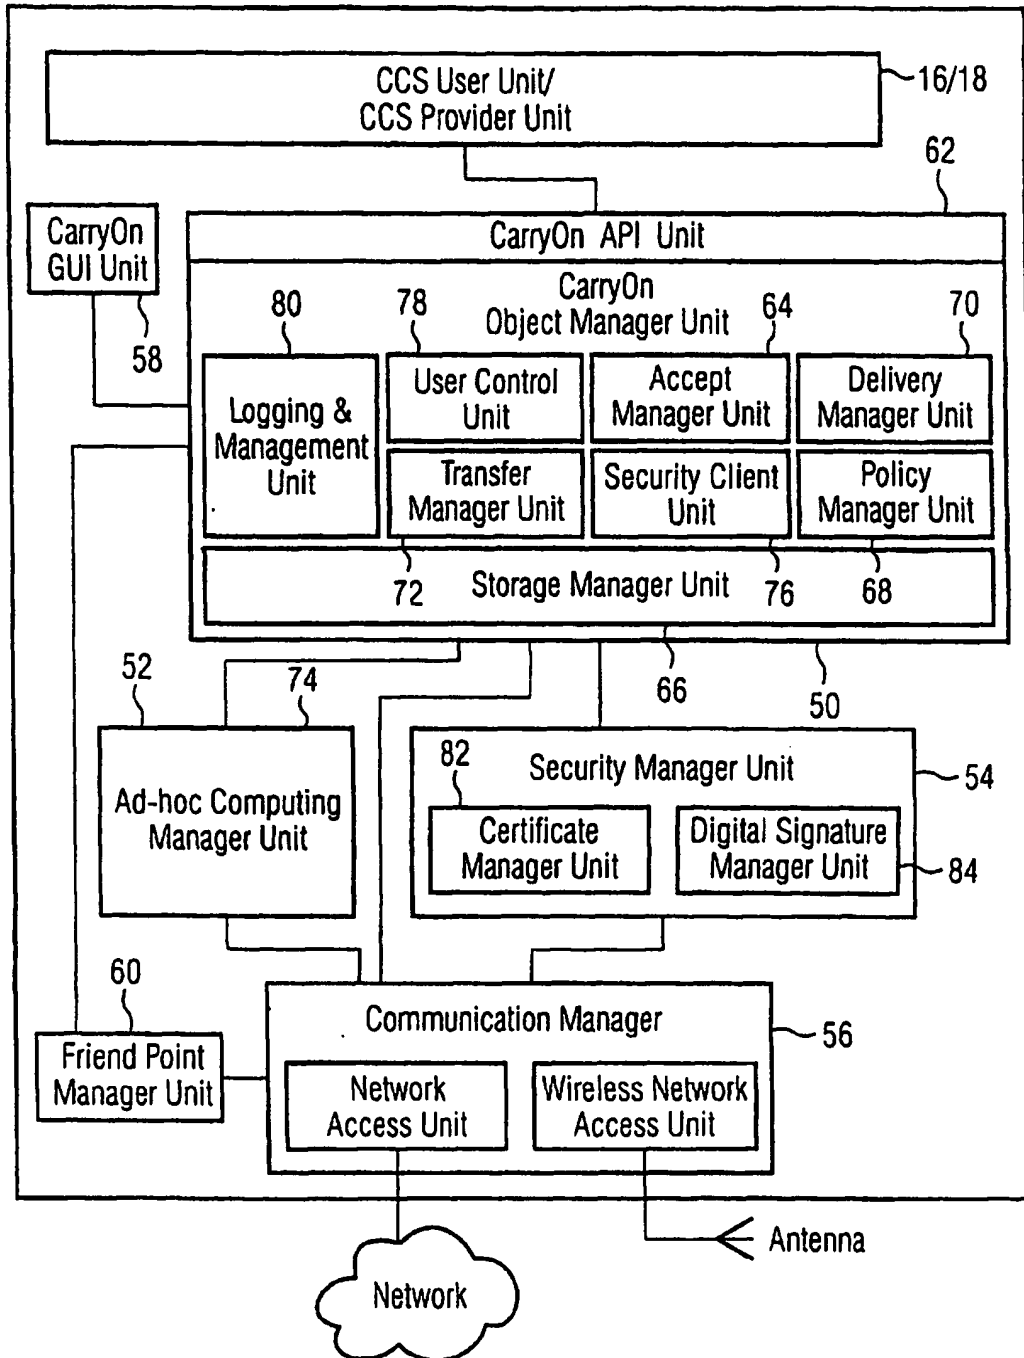 CCS User Unit/
CCS Provider Unit
16/18
62
CarryOn
GUI Unit
58
CarryOn API Unit
CarryOn
Object Manager Unit
80
78
64
70
Logging &
Management
Unit
User Control
Unit
Accept
Manager Unit
Delivery
Manager Unit
Transfer
Manager Unit
Security Client
Unit
Policy
Manager Unit
72
Storage Manager Unit
76
68
66
50
52
74
Ad-hoc Computing
Manager Unit
82
Security Manager Unit
54
Certificate
Manager Unit
Digital Signature
Manager Unit
84
60
Friend Point
Manager Unit
Communication Manager
56
Network
Access Unit
Wireless Network
Access Unit
Antenna
Network